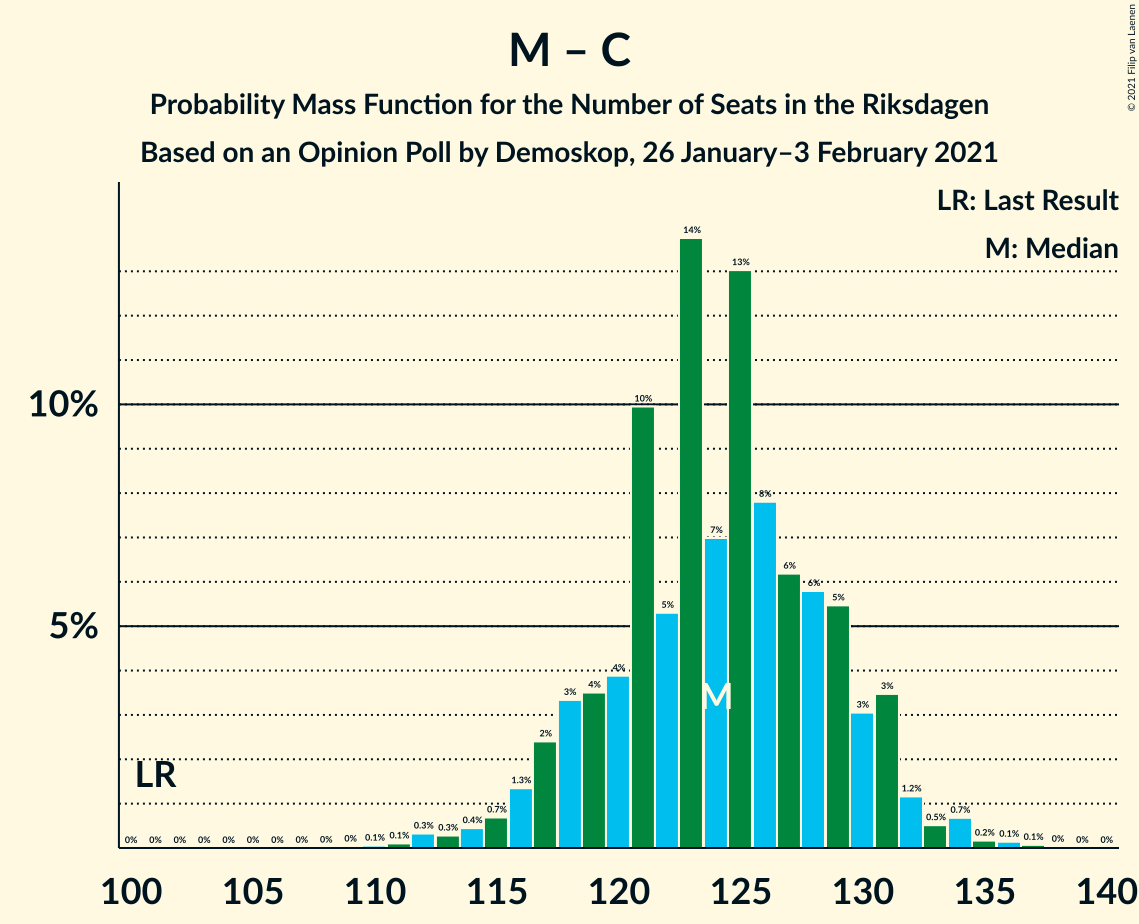 © 2021 Filip van Laenen
M – C
Probability Mass Function for the Number of Seats in the Riksdagen
Based on an Opinion Poll by Demoskop, 26 January–3 February 2021
LR: Last Result
M: Median
14%
13%
10%
10%
8%
7%
6%
6%
5%
5%
5%
4%
4%
3%
3%
3%
M
2%
LR
1.3%
1.2%
0% 0% 0% 0% 0% 0% 0% 0% 0% 0% 0.1% 0.1% 0.3% 0.3% 0.4% 0.7% 0.5% 0.7% 0.2% 0.1% 0.1% 0% 0% 0%
100 105 110 115 120 125 130 135 140